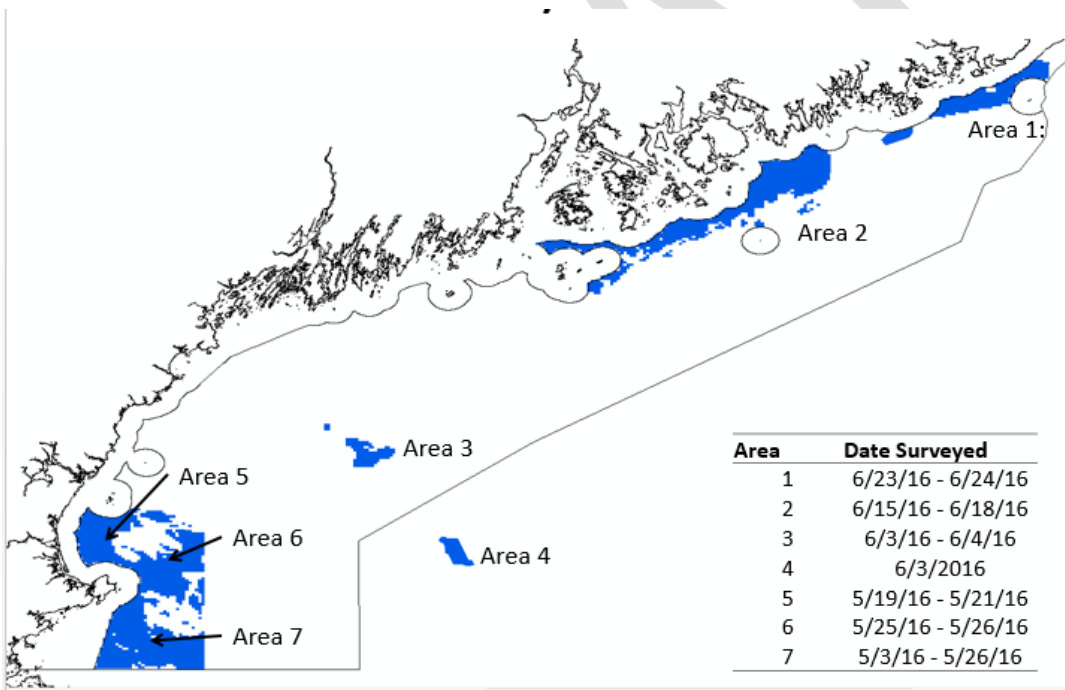 Area 1:
Area 2
Area 3
Area 5
Area 6
Area 4
Area 7
Area Date Surveyed
1 6/23/16 - 6/24/16
2 6/15/16 - 6/18/16
3 6/3/16 - 6/4/16
4 6/3/2016
5 5/19/16 - 5/21/16
6 5/25/16 - 5/26/16
7 5/3/16 - 5/26/16